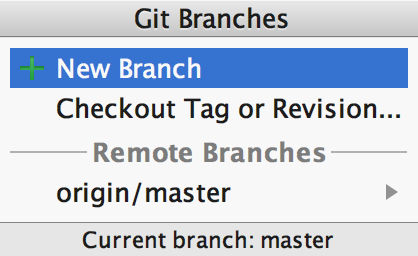 Git Branches
New Branch
Checkout Tag or Revision...
Remote Branches
origin/master
Current branch: master